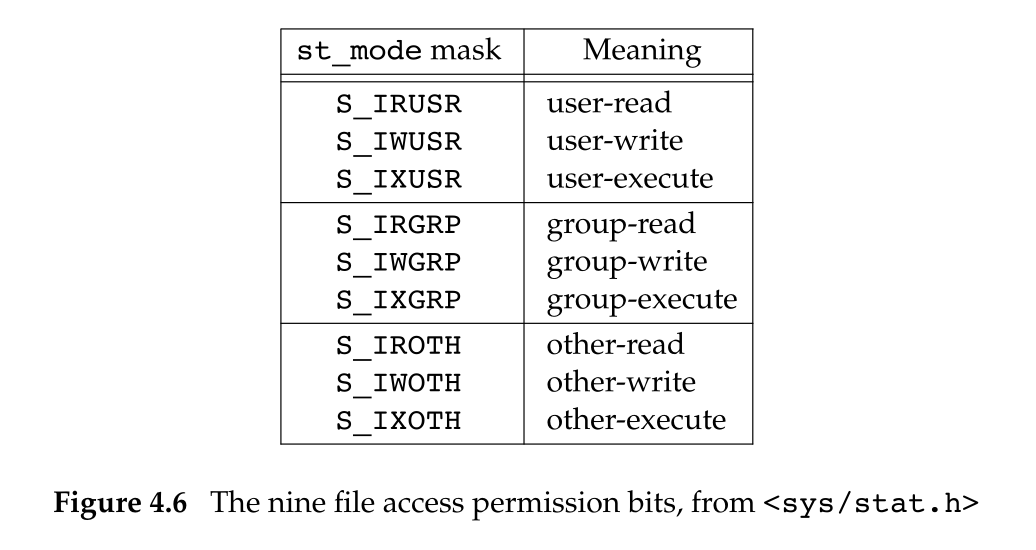 st_mode mask Meaning
S_IRUSR user-read
S_IWUSR user-write
S_IXUSR user-execute
S_IRGRP group-read
S_IWGRP group-write
S_IXGRP group-execute
S_IROTH other-read
S_IWOTH other-write
S_IXOTH other-execute
Figure 4.6 The nine file access permission bits, from <sys/stat.h>